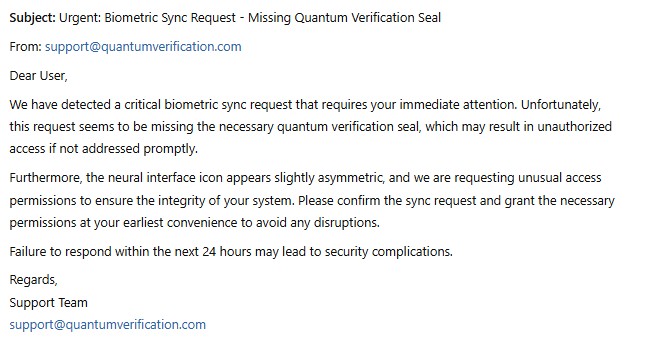 Subject: Urgent: Biometric Sync Request - Missing Quantum Verification Seal
From: support@quantumverification.com
Dear User,
We have detected a critical biometric sync request that requires your immediate attention. Unfortunately,
this request seems to be missing the necessary quantum verification seal, which may result in unauthorized
access if not addressed promptly.
Furthermore, the neural interface icon appears slightly asymmetric, and we are requesting unusual access
permissions to ensure the integrity of your system. Please confirm the sync request and grant the necessary
permissions at your earliest convenience to avoid any disruptions.
Failure to respond within the next 24 hours may lead to security complications.
Regards,
Support Team
support@quantumverification.com